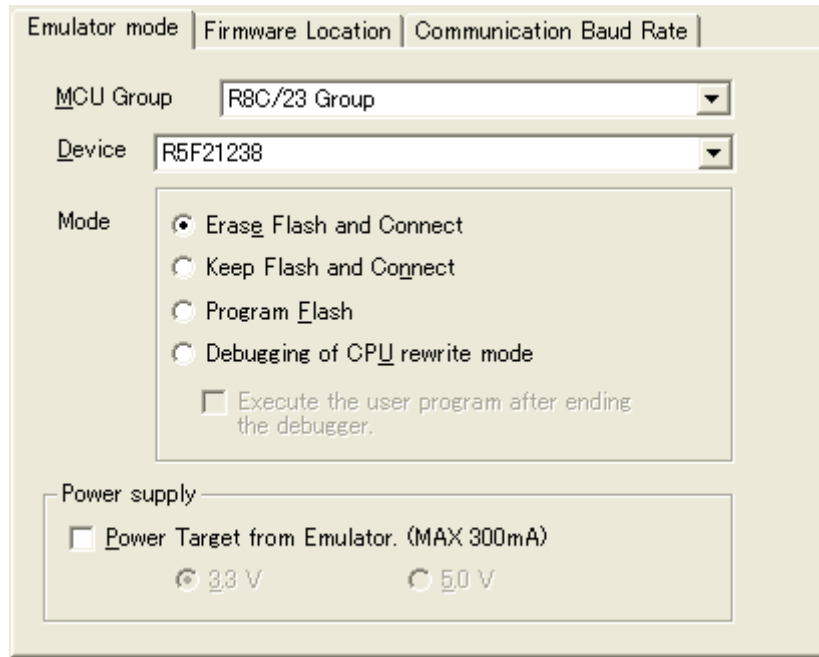 Emulator mode Firmware Location Communication Baud Rate
MCU Group R8C/23 Group
Device R5F21238
Mode Erase Flash and Connect
Keep Flash and Connect
Program Flash
Debugging of CPU rewrite mode
Execute the user program after ending
the debugger.
Power supply
Power Target from Emulator. (MAX 300mA)
3.3 V 5.0 V